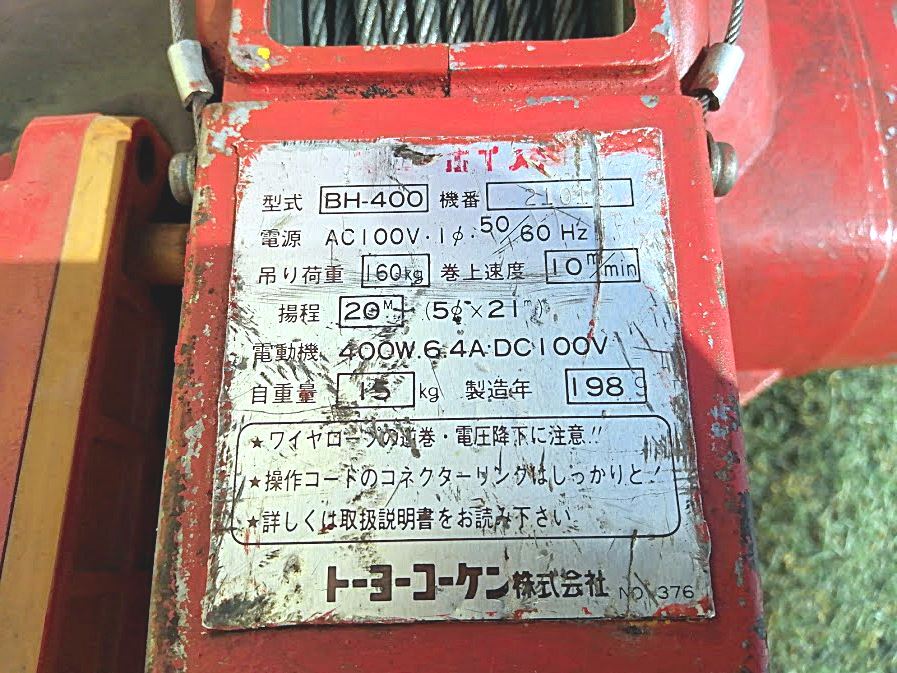 ホイスト
型式 BH-400 機番
電源 AC100V・1φ・50/60 Hz
吊り荷重 160kg 巻上速度 10m/min
揚程 20M (5φ×21m)
電動機 400W.6.4A・DC100V
自重量 15 kg 製造年 1989
★ワイヤロープの逆巻・電圧降下に注意!!
★操作コードのコネクターリングはしっかりと!
★詳しくは取扱説明書をお読み下さい
トーヨーコーケン株式会社 NO 376